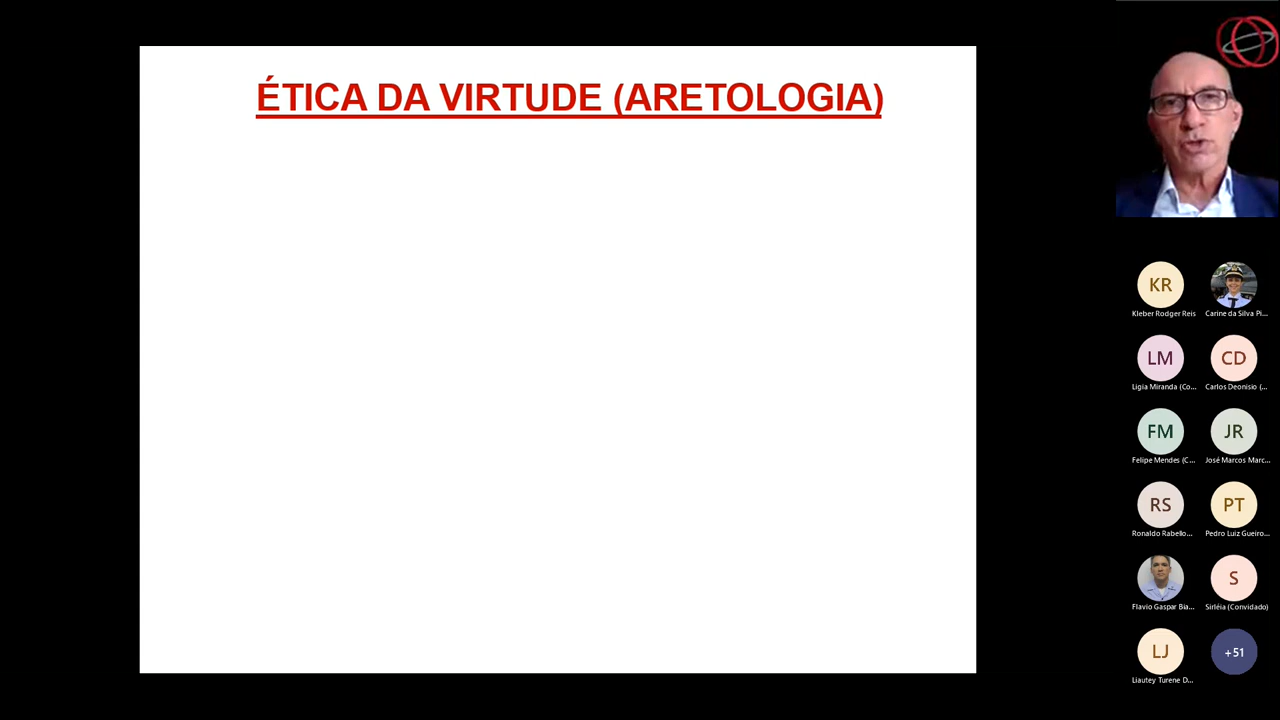 ÉTICA DA VIRTUDE (ARETOLOGIA)
KR
Kleber Rodger Reis
Carine da Silva Pi...
LM
CD
Ligia Miranda (Co...
Carlos Deonisio (...
FM
JR
Felipe Mendes (C...
José Marcos Marc...
RS
PT
Ronaldo Rabello...
Pedro Luiz Gueiro...
S
Flavio Gaspar Bia...
Sirléia (Convidado)
LJ
+51
Liautey Turene D...